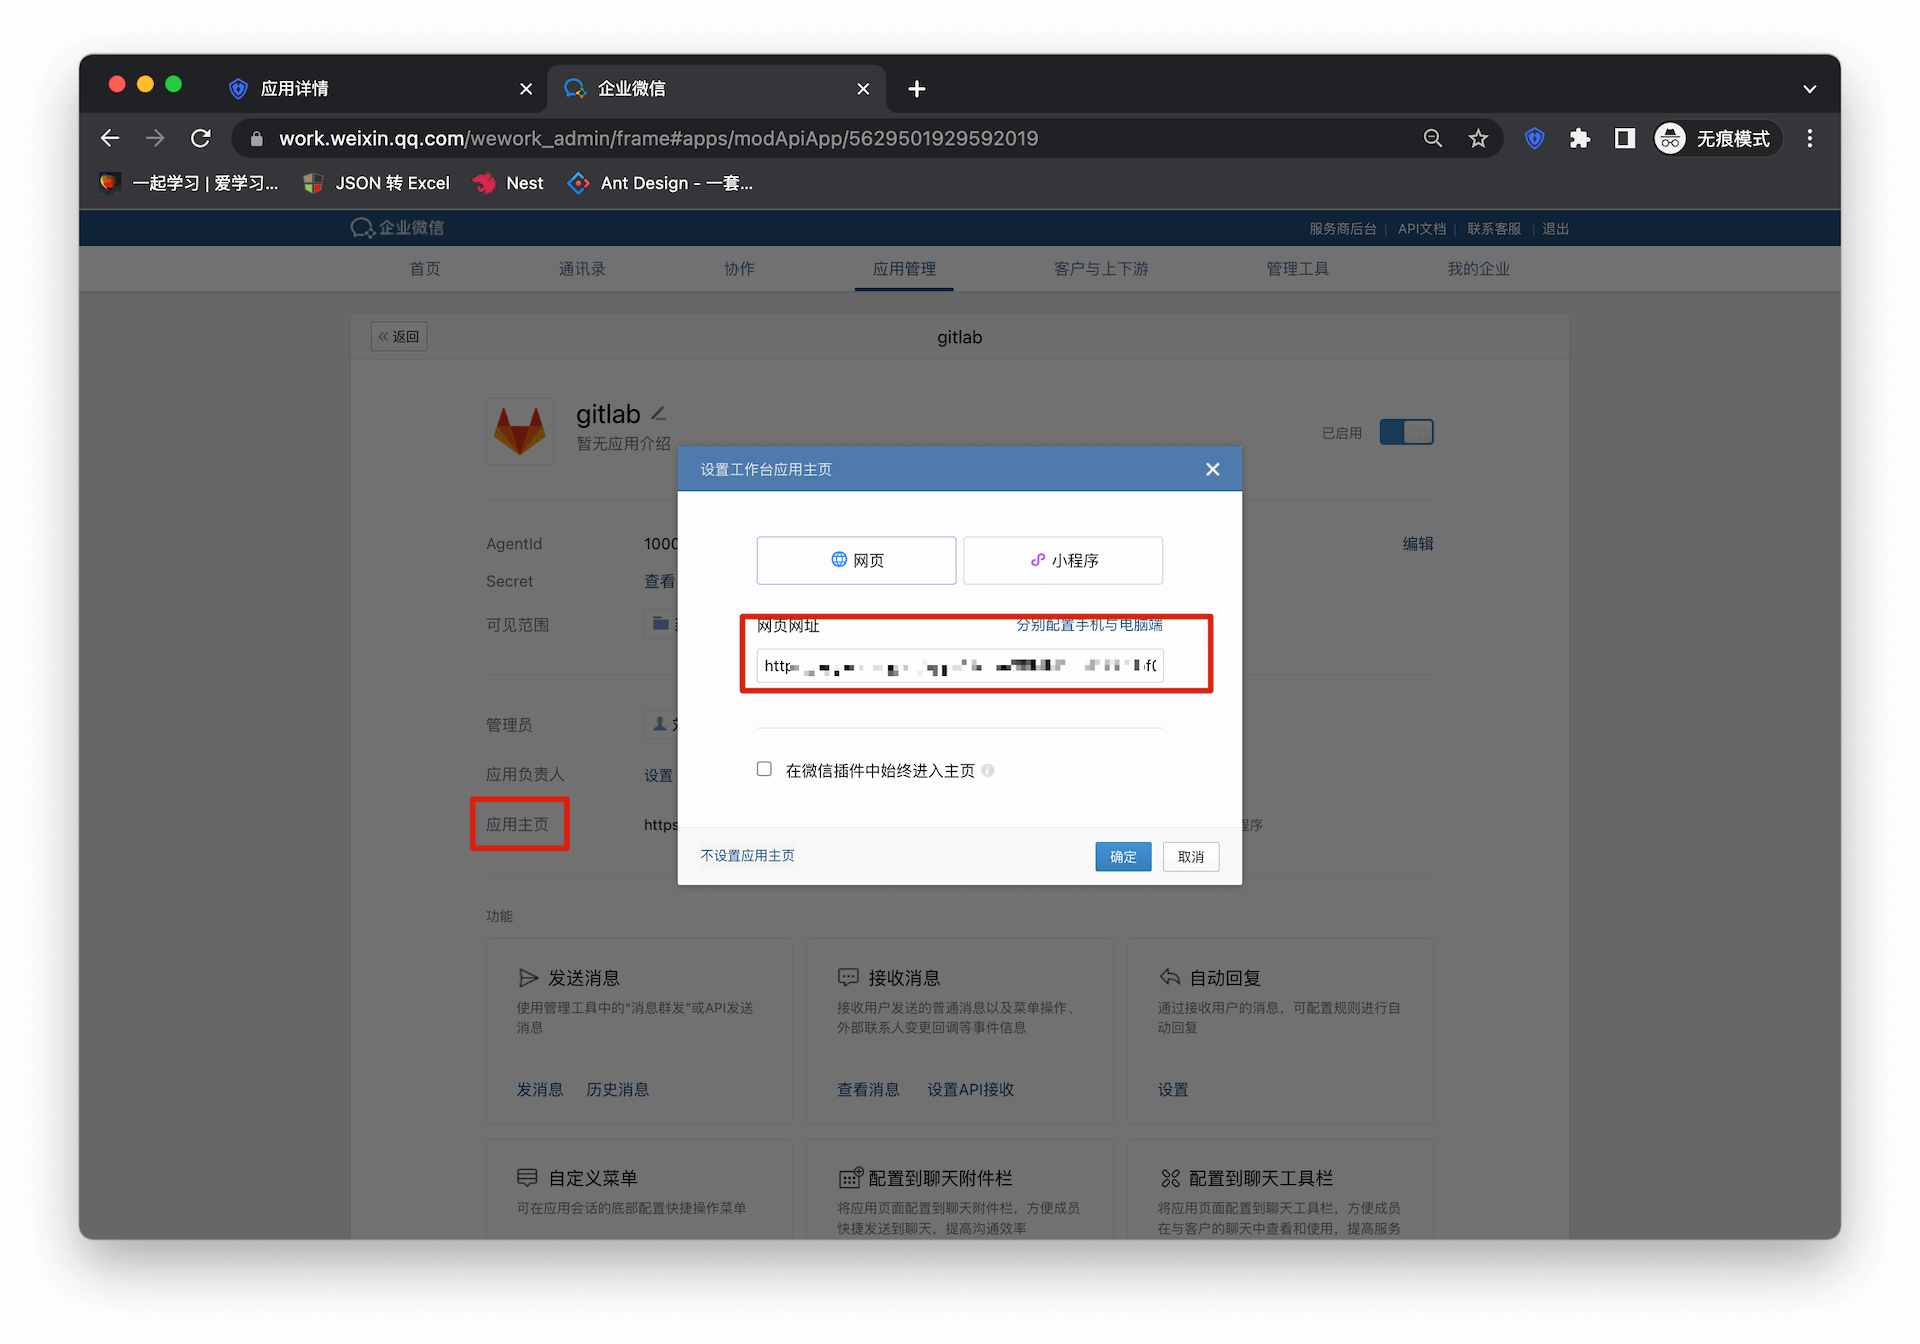 应用详情
企业微信
work.weixin.qq.com/wework_admin/frame#apps/modApiApp/5629501929592019
无痕模式
一起学习 | 爱学习...
JSON 转 Excel
Nest
Ant Design - 一套...
企业微信
服务商后台 | API文档 | 联系客服 | 退出
首页
通讯录
协作
应用管理
客户与上下游
管理工具
我的企业
« 返回
gitlab
gitlab
暂无应用介绍
已启用
设置工作台应用主页
网页
小程序
AgentId
1000
编辑
Secret
查看
可见范围
网页网址
分别配置手机与电脑端
http
管理员
在微信插件中始终进入主页
应用负责人
设置
应用主页
https
程序
不设置应用主页
确定
取消
功能
发送消息
使用管理工具中的“消息群发”或API发送
消息
发消息
历史消息
接收消息
接收用户发送的普通消息以及菜单操作、
外部联系人变更回调等事件信息
查看消息
设置API接收
自动回复
通过接收用户的消息，可配置规则进行自
动回复
设置
自定义菜单
可在应用会话的底部配置快捷操作菜单
配置到聊天附件栏
将应用页面配置到聊天附件栏，方便成员
快捷发送到聊天，提高沟通效率
配置到聊天工具栏
将应用页面配置到聊天工具栏，方便成员
在与客户的聊天中查看和使用，提高服务